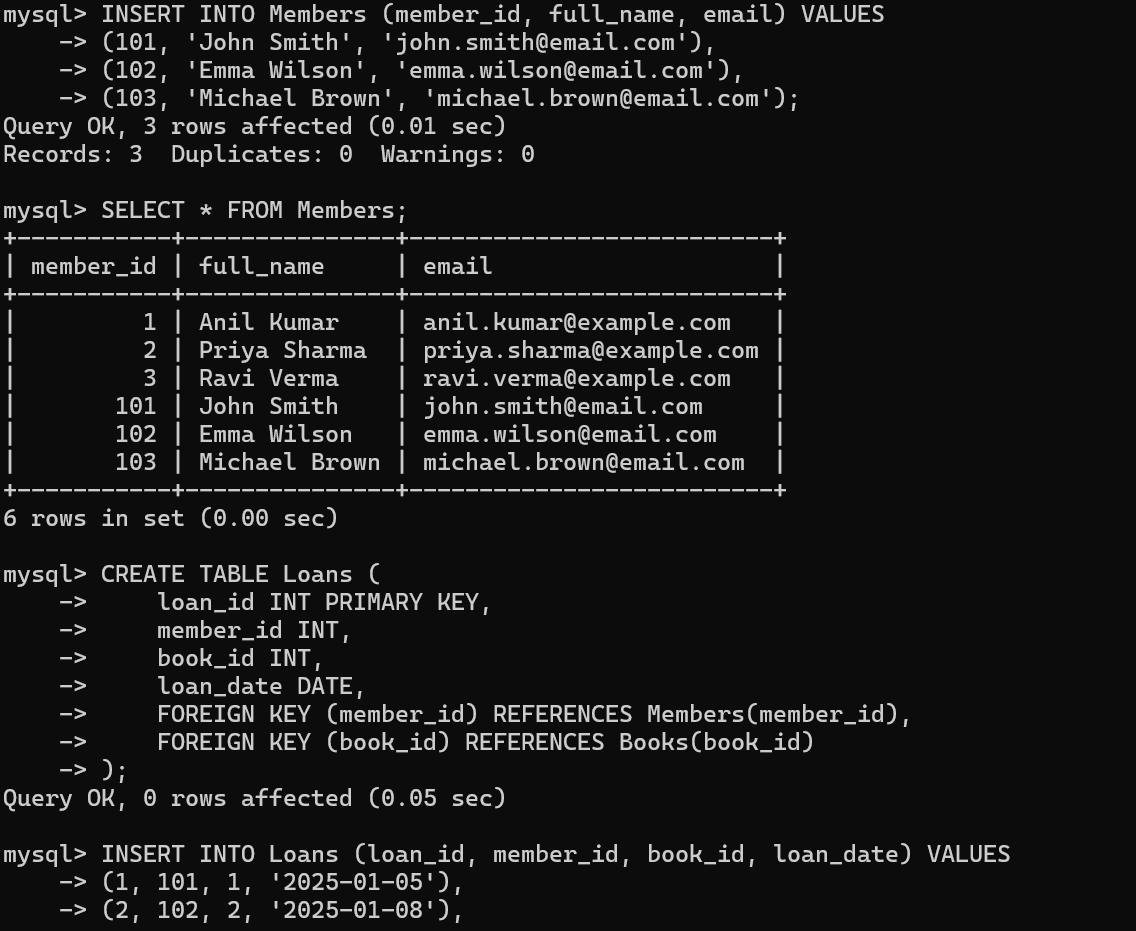 mysql> INSERT INTO Members (member_id, full_name, email) VALUES
    -> (101, 'John Smith', 'john.smith@email.com'),
    -> (102, 'Emma Wilson', 'emma.wilson@email.com'),
    -> (103, 'Michael Brown', 'michael.brown@email.com');
Query OK, 3 rows affected (0.01 sec)
Records: 3  Duplicates: 0  Warnings: 0

mysql> SELECT * FROM Members;
+-----------+---------------+--------------------------+
| member_id | full_name     | email                    |
+-----------+---------------+--------------------------+
|         1 | Anil Kumar    | anil.kumar@example.com   |
|         2 | Priya Sharma  | priya.sharma@example.com |
|         3 | Ravi Verma    | ravi.verma@example.com   |
|       101 | John Smith    | john.smith@email.com     |
|       102 | Emma Wilson   | emma.wilson@email.com    |
|       103 | Michael Brown | michael.brown@email.com  |
+-----------+---------------+--------------------------+
6 rows in set (0.00 sec)

mysql> CREATE TABLE Loans (
    ->     loan_id INT PRIMARY KEY,
    ->     member_id INT,
    ->     book_id INT,
    ->     loan_date DATE,
    ->     FOREIGN KEY (member_id) REFERENCES Members(member_id),
    ->     FOREIGN KEY (book_id) REFERENCES Books(book_id)
    -> );
Query OK, 0 rows affected (0.05 sec)

mysql> INSERT INTO Loans (loan_id, member_id, book_id, loan_date) VALUES
    -> (1, 101, 1, '2025-01-05'),
    -> (2, 102, 2, '2025-01-08'),